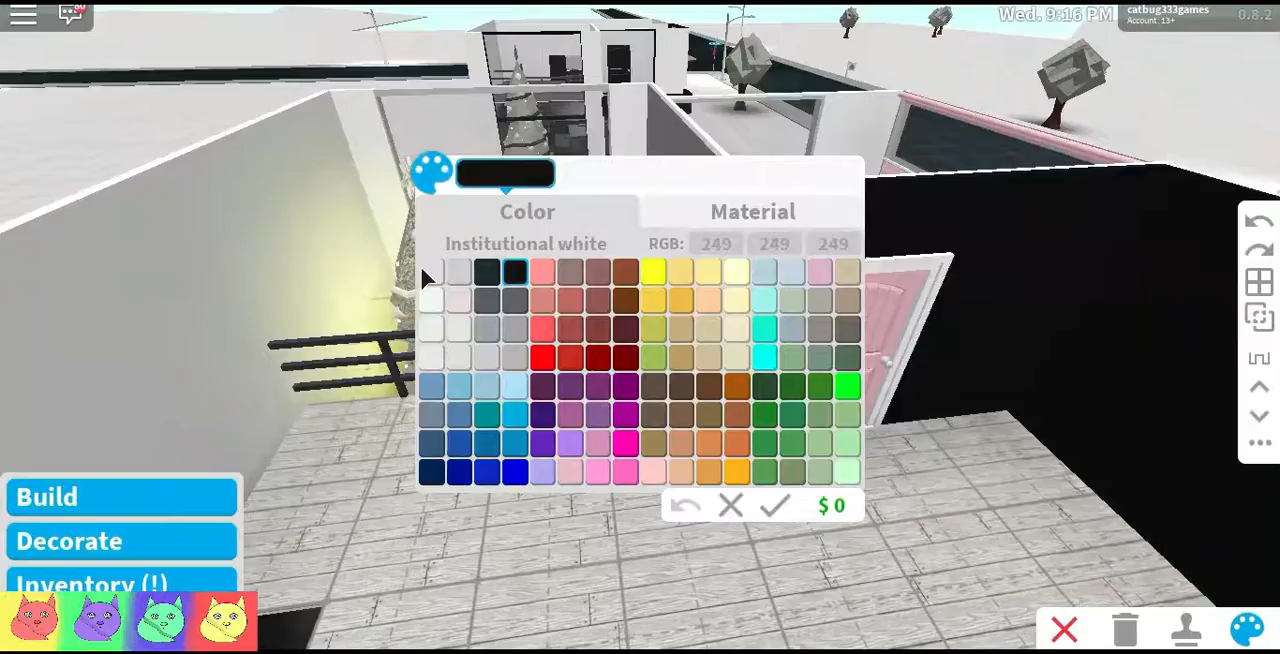 Wed. 9:16 PM
catbug333games
Account: 13+
0.8.2
Color
Material
Institutional white
RGB: 249 249 249
$ 0
Build
Decorate
Inventory (!)